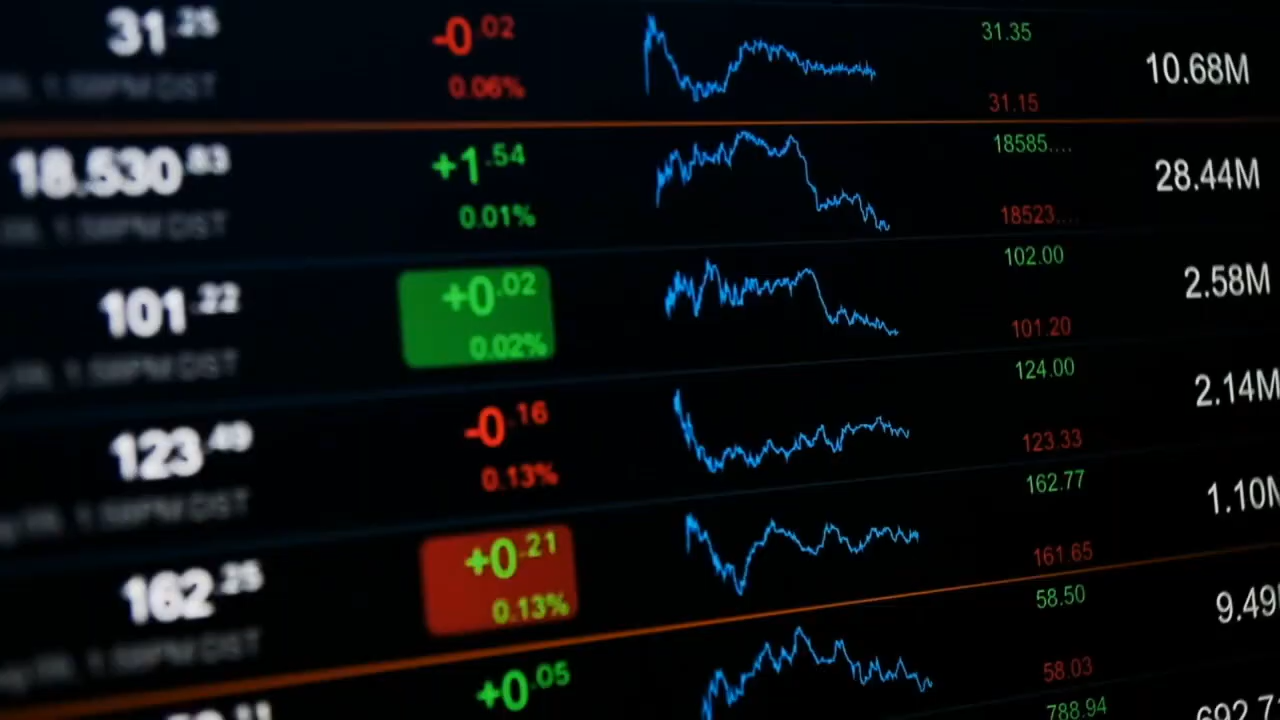 31.25 -0.02 31.35 10.68M
0.06% 31.15
18.530.83 +1.54 18585.... 28.44M
0.01% 18523....
101.22 +0.02 102.00 2.58M
0.02% 101.20
123.49 -0.16 124.00 2.14M
0.13% 123.33
162.25 +0.21 162.77 1.10M
0.13% 161.65
+0.05 58.50 9.49
58.03
788.94